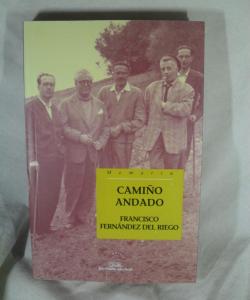 Memoria
CAMIÑO
ANDADO
FRANCISCO
FERNÁNDEZ DEL RIEGO